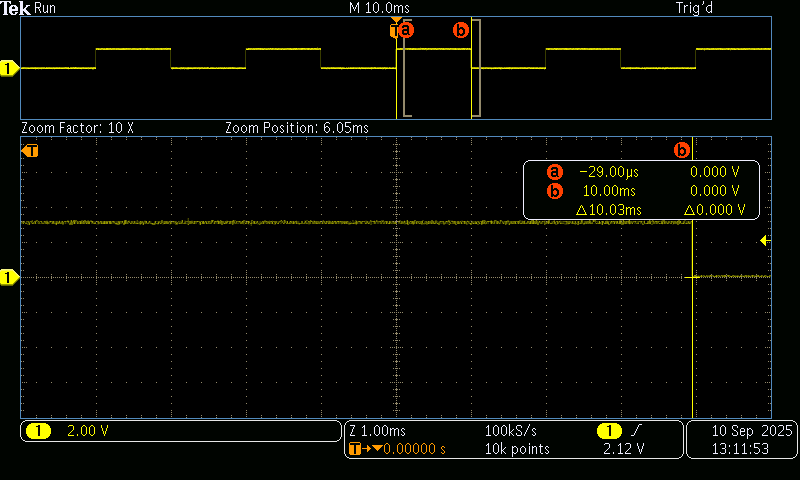 Tek Run M 10.0ms Trig'd
T a b
1
Zoom Factor: 10 X Zoom Position: 6.05ms
T b
a −29.00µs 0.000 V
b 10.00ms 0.000 V
△10.03ms △0.000 V
1
1 2.00 V Z 1.00ms 100kS/s 1 10 Sep 2025
T→▼0.00000 s 10k points 2.12 V 13:11:53